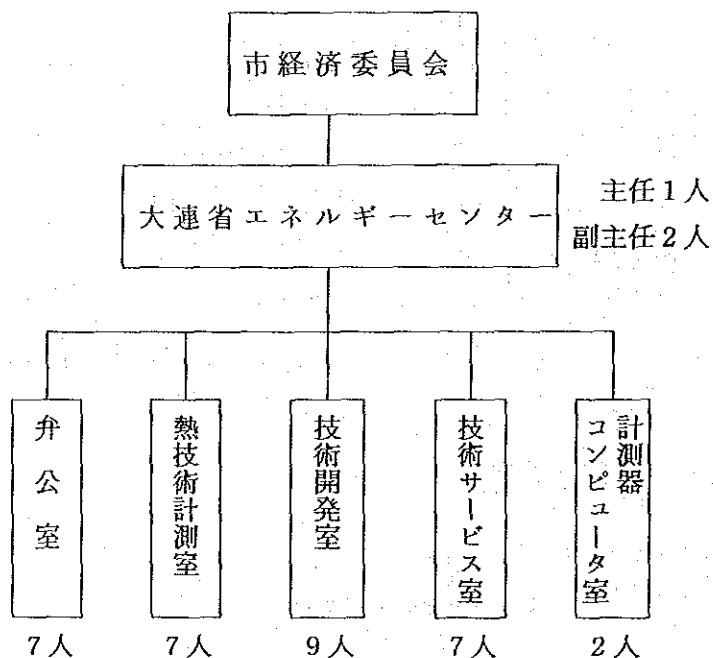 市経済委員会
大連省エネルギーセンター
主任1人
副主任2人
弁公室
熱技術計測室
技術開発室
技術サービス室
計測器
コンピュータ室
7人
7人
9人
7人
2人